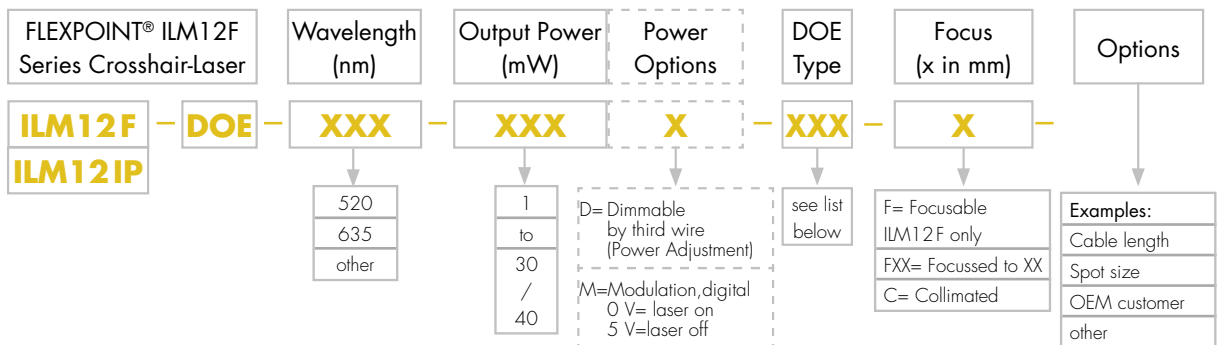 FLEXPOINT® ILM12F
Series Crosshair-Laser
Wavelength
(nm)
Output Power
(mW)
Power
Options
DOE
Type
Focus
(x in mm)
Options
ILM12F – DOE – XXX – XXX X – XXX – X –
ILM12IP
520
635
other
1
to
30
/
40
D= Dimmable
by third wire
(Power Adjustment)
M=Modulation,digital
0 V= laser on
5 V=laser off
see list
below
F= Focusable
ILM12F only
FXX= Focussed to XX
C= Collimated
Examples:
Cable length
Spot size
OEM customer
other